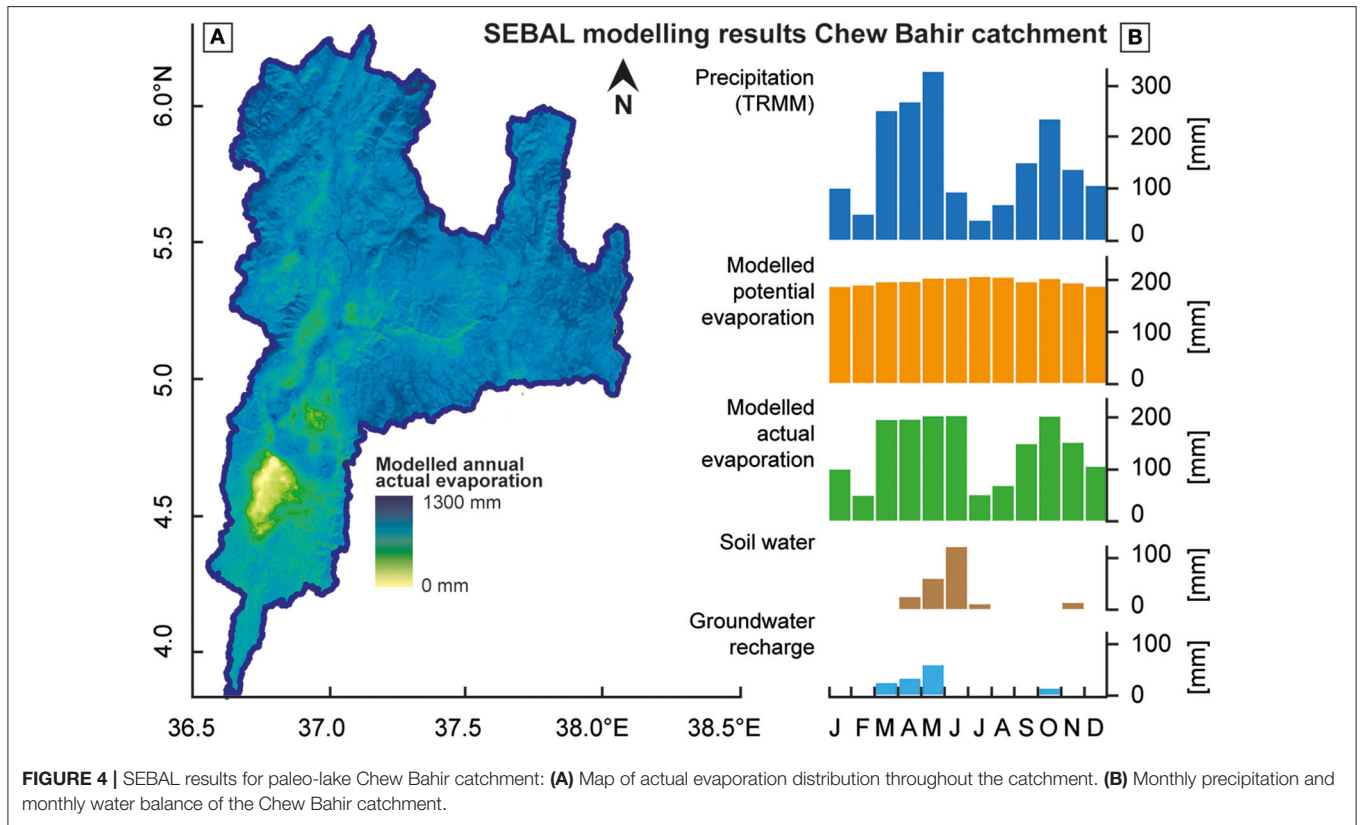 A
SEBAL modelling results Chew Bahir catchment
B
N
6.0°N
5.5
5.0
4.5
4.0
36.5 37.0 37.5 38.0°E 38.5°E
Modelled annual
actual evaporation
1300 mm
0 mm
Precipitation
(TRMM)
300
200
100
0
[mm]
Modelled
potential
evaporation
200
100
0
[mm]
Modelled
actual
evaporation
200
100
0
[mm]
Soil water
100
0
[mm]
Groundwater
recharge
100
0
[mm]
J F M A M J J A S O N D
FIGURE 4 | SEBAL results for paleo-lake Chew Bahir catchment: (A) Map of actual evaporation distribution throughout the catchment. (B) Monthly precipitation and
monthly water balance of the Chew Bahir catchment.